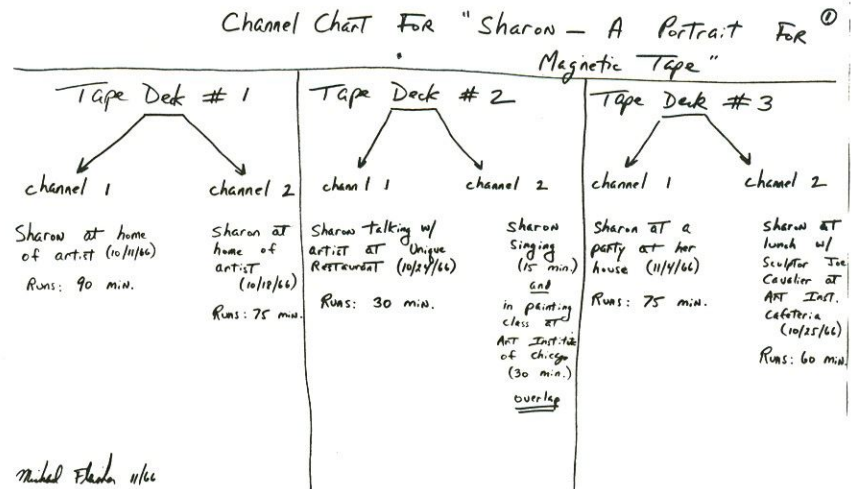 Channel Chart For "Sharon — A Portrait For ①
Magnetic Tape"
Tape Deck # 1
channel 1
Sharon at home
of artist (10/11/66)
Runs: 90 min.
channel 2
Sharon at
home of
artist
(10/18/66)
Runs: 75 min.
Tape Deck # 2
channl 1
Sharon talking w/
artist at Unique
Restaurant (10/24/66)
Runs: 30 min.
channel 2
Sharon
Singing
(15 min.)
and
in painting
class at
Art Institute
of chicago
(30 min.)
overlap
Tape Deck # 3
channel 1
Sharon at a
party at her
house (11/4/66)
Runs: 75 min.
channel 2
Sharon at
lunch w/
Sculptor Joe
Cavalier at
Art Inst.
cafeteria
(10/25/66)
Runs: 60 min.
11/66